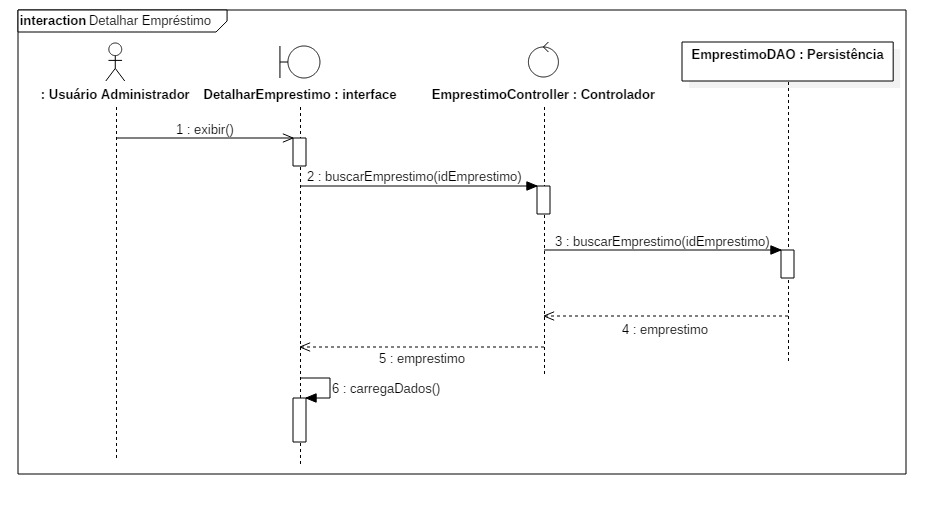 interaction Detalhar Empréstimo
: Usuário Administrador
DetalharEmprestimo : interface
EmprestimoController : Controlador
EmprestimoDAO : Persistência
1 : exibir()
2 : buscarEmprestimo(idEmprestimo)
3 : buscarEmprestimo(idEmprestimo)
4 : emprestimo
5 : emprestimo
6 : carregaDados()